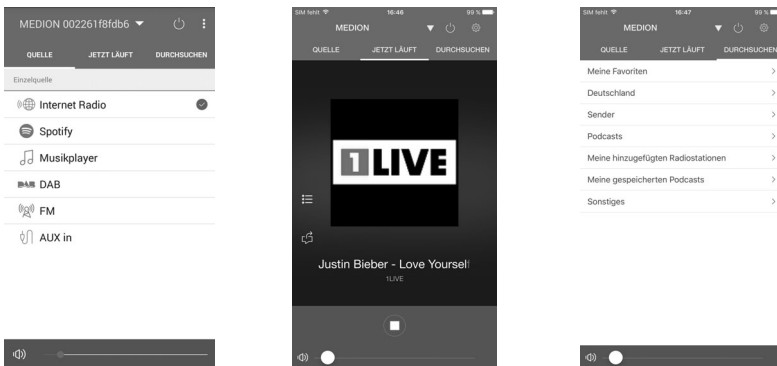 MEDION 002261f8fdb6
QUELLE JETZT LÄUFT DURCHSUCHEN
Einzelquelle
Internet Radio
Spotify
Musikplayer
DAB DAB
FM
AUX in
SIM fehlt 16:46 99 %
MEDION
QUELLE JETZT LÄUFT DURCHSUCHEN
1LIVE
Justin Bieber - Love Yourself
1LIVE
SIM fehlt 16:47 99 %
MEDION
QUELLE JETZT LÄUFT DURCHSUCHEN
Meine Favoriten
Deutschland
Sender
Podcasts
Meine hinzugefügten Radiostationen
Meine gespeicherten Podcasts
Sonstiges